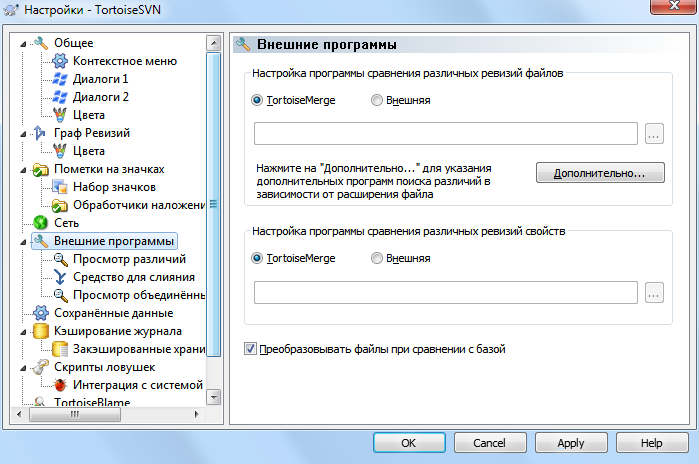 Настройки - TortoiseSVN
Общее
Контекстное меню
Диалоги 1
Диалоги 2
Цвета
Граф Ревизий
Цвета
Пометки на значках
Набор значков
Обработчики наложени
Сеть
Внешние программы
Просмотр различий
Средство для слияния
Просмотр объединённь
Сохранённые данные
Кэширование журнала
Закэшированные храни
Скрипты ловушек
Интеграция с системой
TortoiseBlame
Внешние программы
Настройка программы сравнения различных ревизий файлов
TortoiseMerge
Внешняя
...
Нажмите на "Дополнительно..." для указания
дополнительных программ поиска различий в
зависимости от расширения файла
Дополнительно...
Настройка программы сравнения различных ревизий свойств
TortoiseMerge
Внешняя
...
Преобразовывать файлы при сравнении с базой
OK
Cancel
Apply
Help